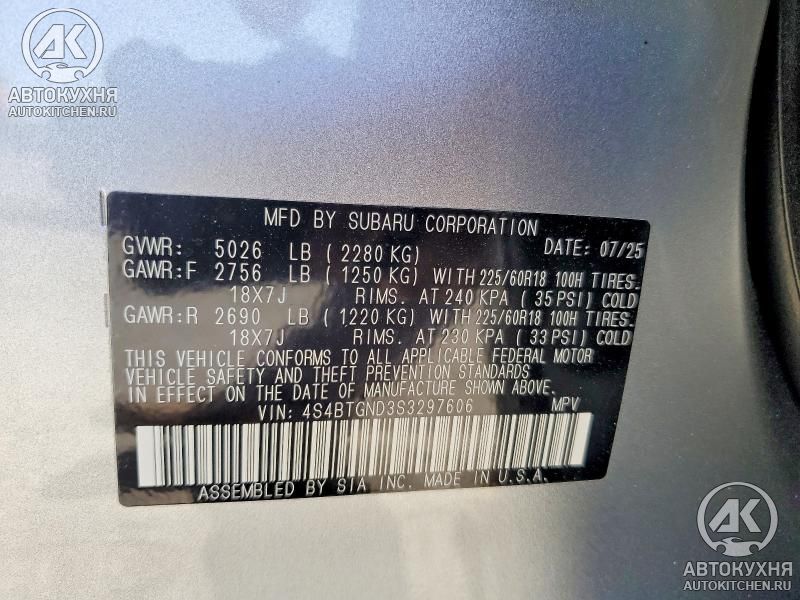 AK
АВТОКУХНЯ
AUTOKITCHEN.RU
MFD BY SUBARU CORPORATION
GVWR: 5026 LB ( 2280 KG) DATE: 07/25
GAWR:F 2756 LB ( 1250 KG) WITH 225/60R18 100H TIRES.
18X7J RIMS. AT 240 KPA ( 35 PSI) COLD
GAWR:R 2690 LB ( 1220 KG) WITH 225/60R18 100H TIRES.
18X7J RIMS. AT 230 KPA ( 33 PSI) COLD
THIS VEHICLE CONFORMS TO ALL APPLICABLE FEDERAL MOTOR
VEHICLE SAFETY AND THEFT PREVENTION STANDARDS
IN EFFECT ON THE DATE OF MANUFACTURE SHOWN ABOVE.
VIN: 4S4BTGND3S3297606 MPV
ASSEMBLED BY SIA INC. MADE IN U.S.A.
AK
АВТОКУХНЯ
AUTOKITCHEN.RU